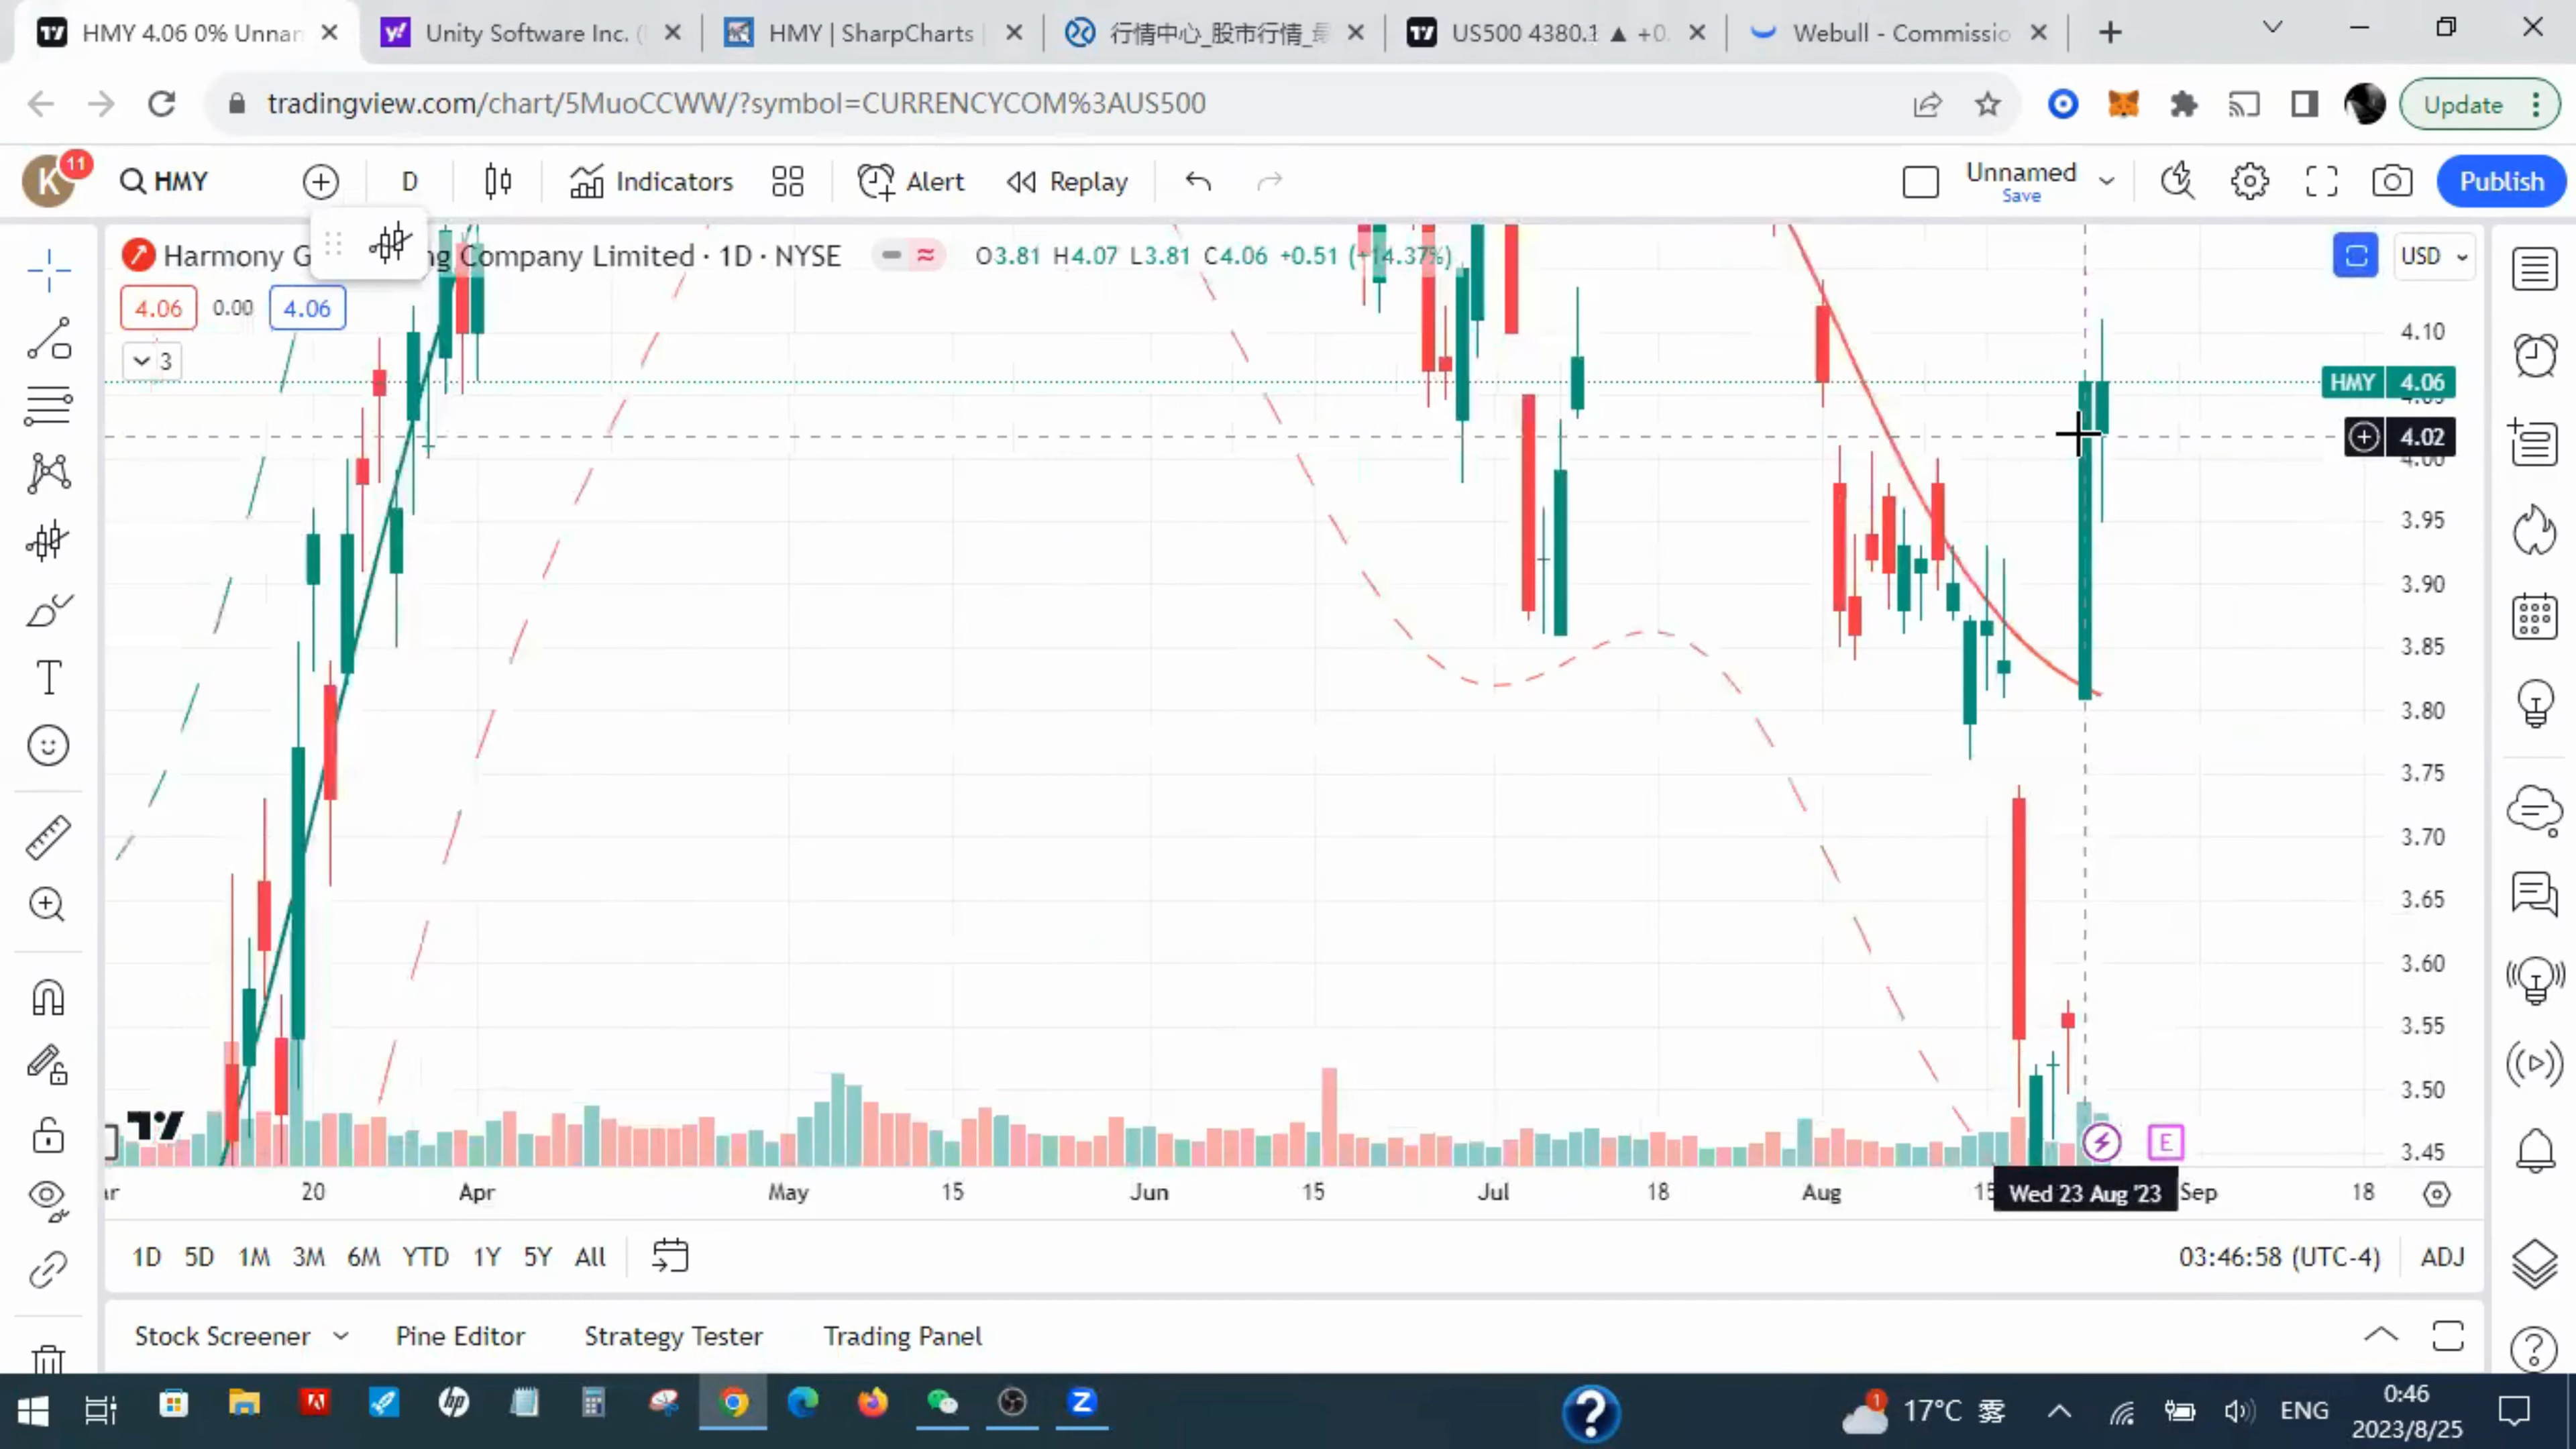 HMY 4.06 0% Unnar
Unity Software Inc. (
HMY | SharpCharts
行情中心_股市行情_
US500 4380.1 ▲ +0.
Webull - Commissio
tradingview.com/chart/5MuoCCWW/?symbol=CURRENCYCOM%3AUS500
Update
K
11
HMY
D
Indicators
Alert
Replay
Unnamed
Save
Publish
Harmony G
ng Company Limited · 1D · NYSE
O3.81 H4.07 L3.81 C4.06 +0.51 (+14.37%)
USD
4.06
0.00
4.06
3
4.10
HMY 4.06
4.02
3.95
3.90
3.85
3.80
3.75
3.70
3.65
3.60
3.55
3.50
3.45
E
ar
20
Apr
May
15
Jun
15
Jul
18
Aug
15
Wed 23 Aug '23
Sep
18
1D 5D 1M 3M 6M YTD 1Y 5Y All
03:46:58 (UTC-4)
ADJ
Stock Screener
Pine Editor
Strategy Tester
Trading Panel
17°C 雾
ENG
0:46
2023/8/25